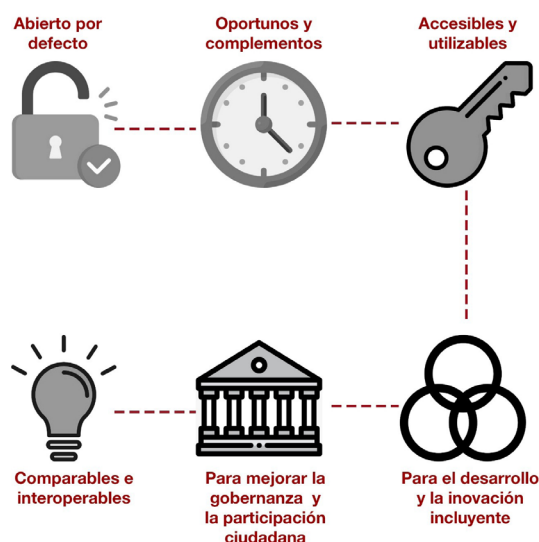 Abierto por
defecto
Oportunos y
complementos
Accesibles y
utilizables
Comparables e
interoperables
Para mejorar la
gobernanza y
la participación
ciudadana
Para el desarrollo
y la inovación
incluyente